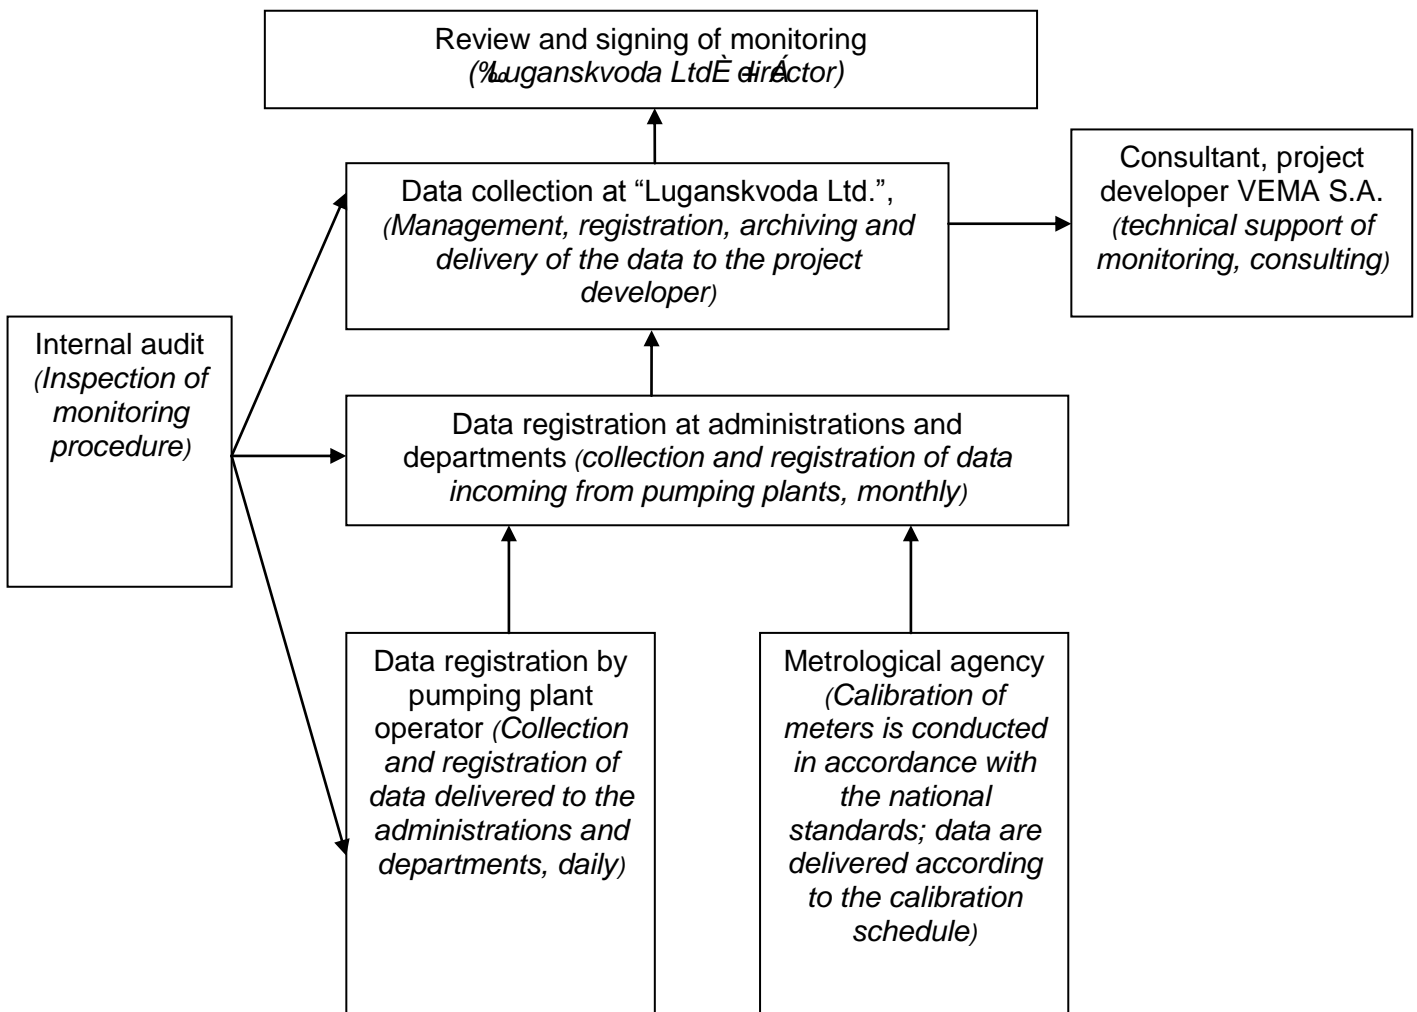 Review and signing of monitoring
Luganskvoda Ltd director)
Data collection at “Luganskvoda Ltd.”,
(Management, registration, archiving and
delivery of the data to the project
developer)
Consultant, project
developer VEMA S.A.
(technical support of
monitoring, consulting)
Internal audit
(Inspection of
monitoring
procedure)
Data registration at administrations and
departments (collection and registration of data
incoming from pumping plants, monthly)
Data registration by
pumping plant
operator (Collection
and registration of
data delivered to the
administrations and
departments, daily)
Metrological agency
(Calibration of
meters is conducted
in accordance with
the national
standards; data are
delivered according
to the calibration
schedule)